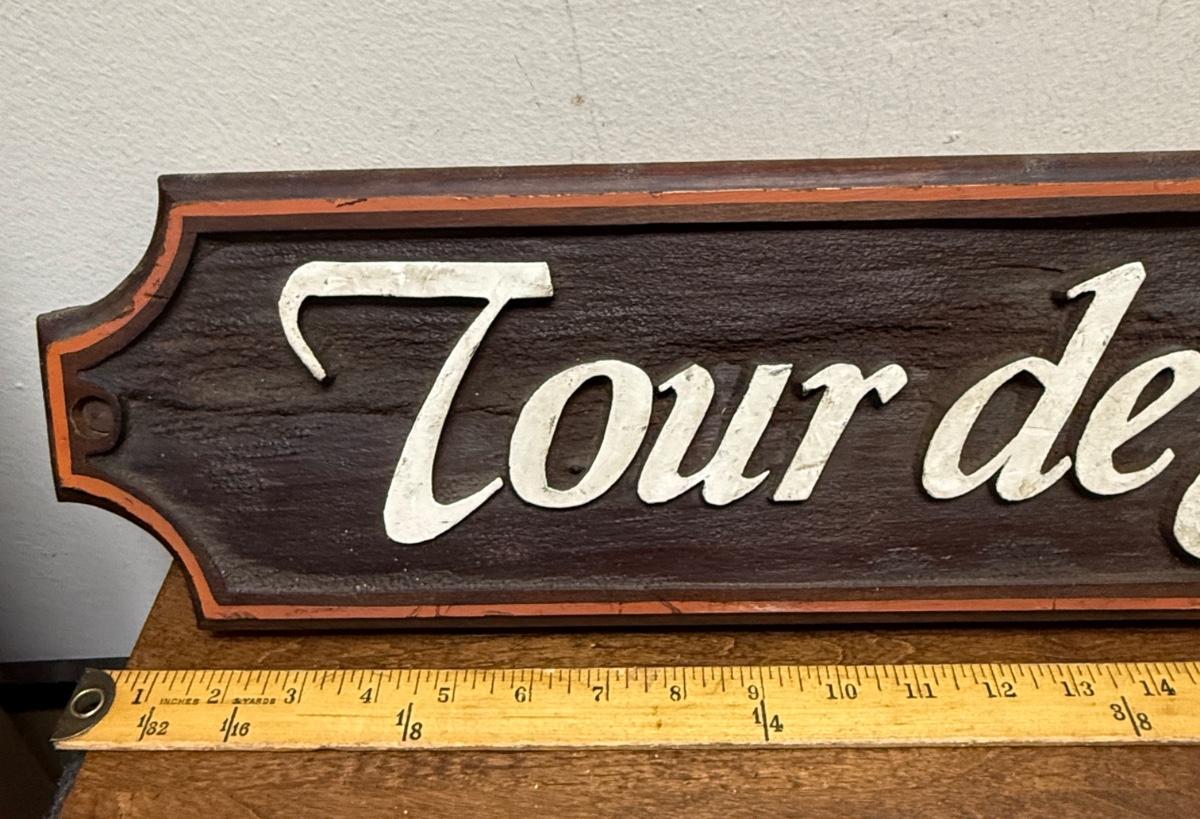 Tour de
1 INCHES 2 & YARDS 3 4 5 6 7 8 9 10 11 12 13 14
1/32 1/16 1/8 1/4 3/8